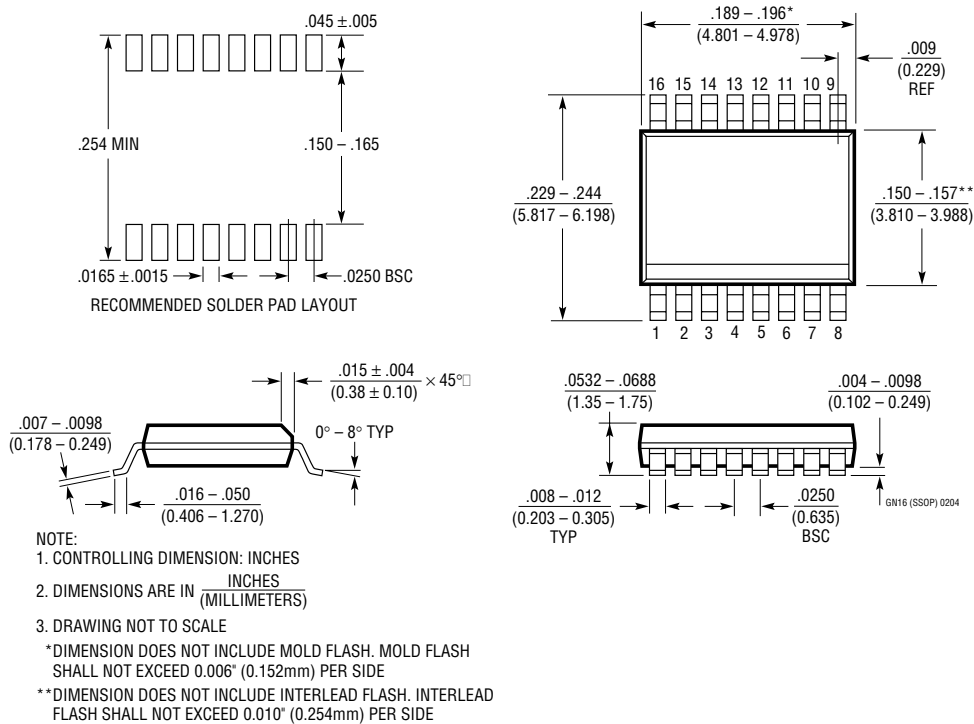 .045 ±.005
.254 MIN
.150 – .165
.0165 ±.0015
.0250 BSC
RECOMMENDED SOLDER PAD LAYOUT
.189 – .196*
(4.801 – 4.978)
.009
(0.229)
REF
16 15 14 13 12 11 10 9
.229 – .244
(5.817 – 6.198)
.150 – .157**
(3.810 – 3.988)
1 2 3 4 5 6 7 8
.015 ± .004
(0.38 ± 0.10)
× 45°
.007 – .0098
(0.178 – 0.249)
0° – 8° TYP
.016 – .050
(0.406 – 1.270)
.0532 – .0688
(1.35 – 1.75)
.004 – .0098
(0.102 – 0.249)
.008 – .012
(0.203 – 0.305)
TYP
.0250
(0.635)
BSC
GN16 (SSOP) 0204
NOTE:
1. CONTROLLING DIMENSION: INCHES
2. DIMENSIONS ARE IN INCHES
(MILLIMETERS)
3. DRAWING NOT TO SCALE
*DIMENSION DOES NOT INCLUDE MOLD FLASH. MOLD FLASH
SHALL NOT EXCEED 0.006" (0.152mm) PER SIDE
**DIMENSION DOES NOT INCLUDE INTERLEAD FLASH. INTERLEAD
FLASH SHALL NOT EXCEED 0.010" (0.254mm) PER SIDE